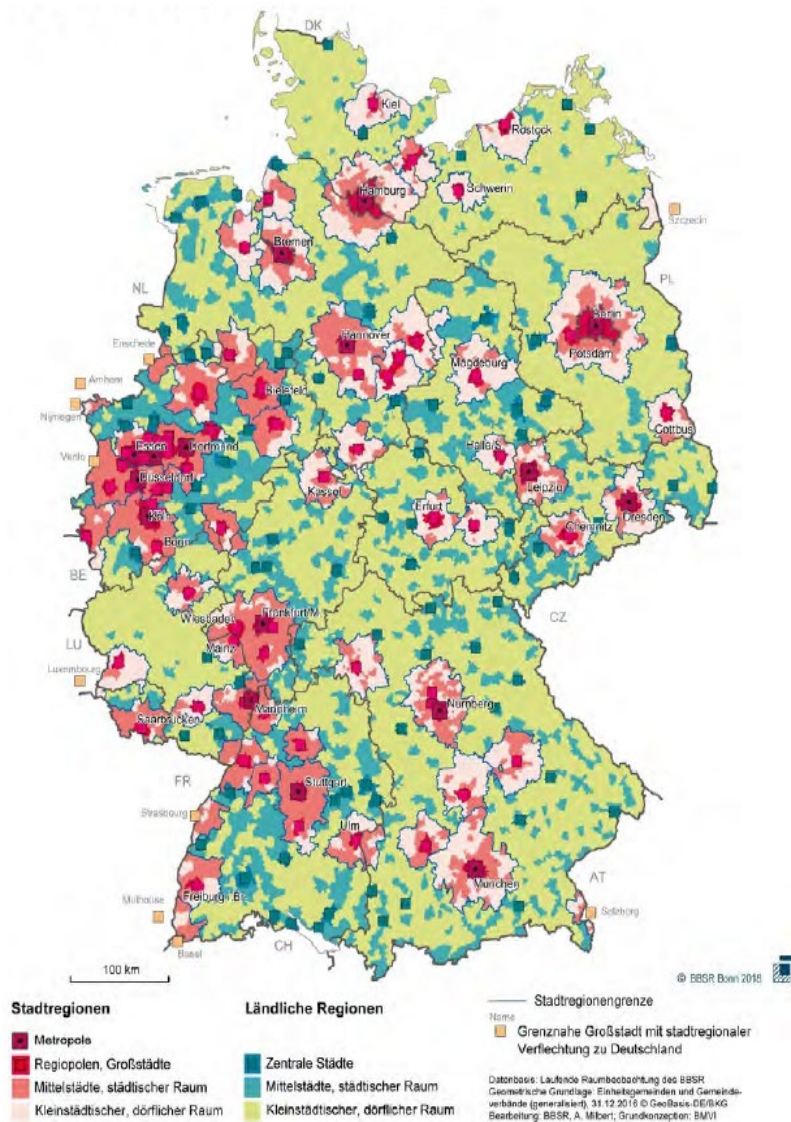 DK
Kiel
Rostock
Hamburg
Schwerin
Szczecin
Bremen
NL
PL
Berlin
Potsdam
Enschede
Hannover
Magdeburg
Arnhem
Bielefeld
Nijmegen
Cottbus
Essen
Dortmund
Halle/S.
Venlo
Düsseldorf
Leipzig
Kassel
Köln
Erfurt
Dresden
Chemnitz
Bonn
BE
CZ
Wiesbaden
Frankfurt/M.
LU
Mainz
Luxembourg
Mannheim
Nürnberg
Saarbrücken
FR
Stuttgart
Strasbourg
Ulm
München
AT
Freiburg i.Br.
Mulhouse
Salzburg
CH
Basel
100 km
© BBSR Bonn 2018
Stadtregionen
Metropole
Regiopolen, Großstädte
Mittelstädte, städtischer Raum
Kleinstädtischer, dörflicher Raum
Ländliche Regionen
Zentrale Städte
Mittelstädte, städtischer Raum
Kleinstädtischer, dörflicher Raum
Stadtregionengrenze
Name
Grenznahe Großstadt mit stadtregionaler
Verflechtung zu Deutschland
Datenbasis: Laufende Raumbeobachtung des BBSR
Geometrische Grundlage: Einheitsgemeinden und Gemeinde-
verbände (generalisiert), 31.12.2016 © GeoBasis-DE/BKG
Bearbeitung: BBSR, A. Milbert; Grundkonzeption: BMVI